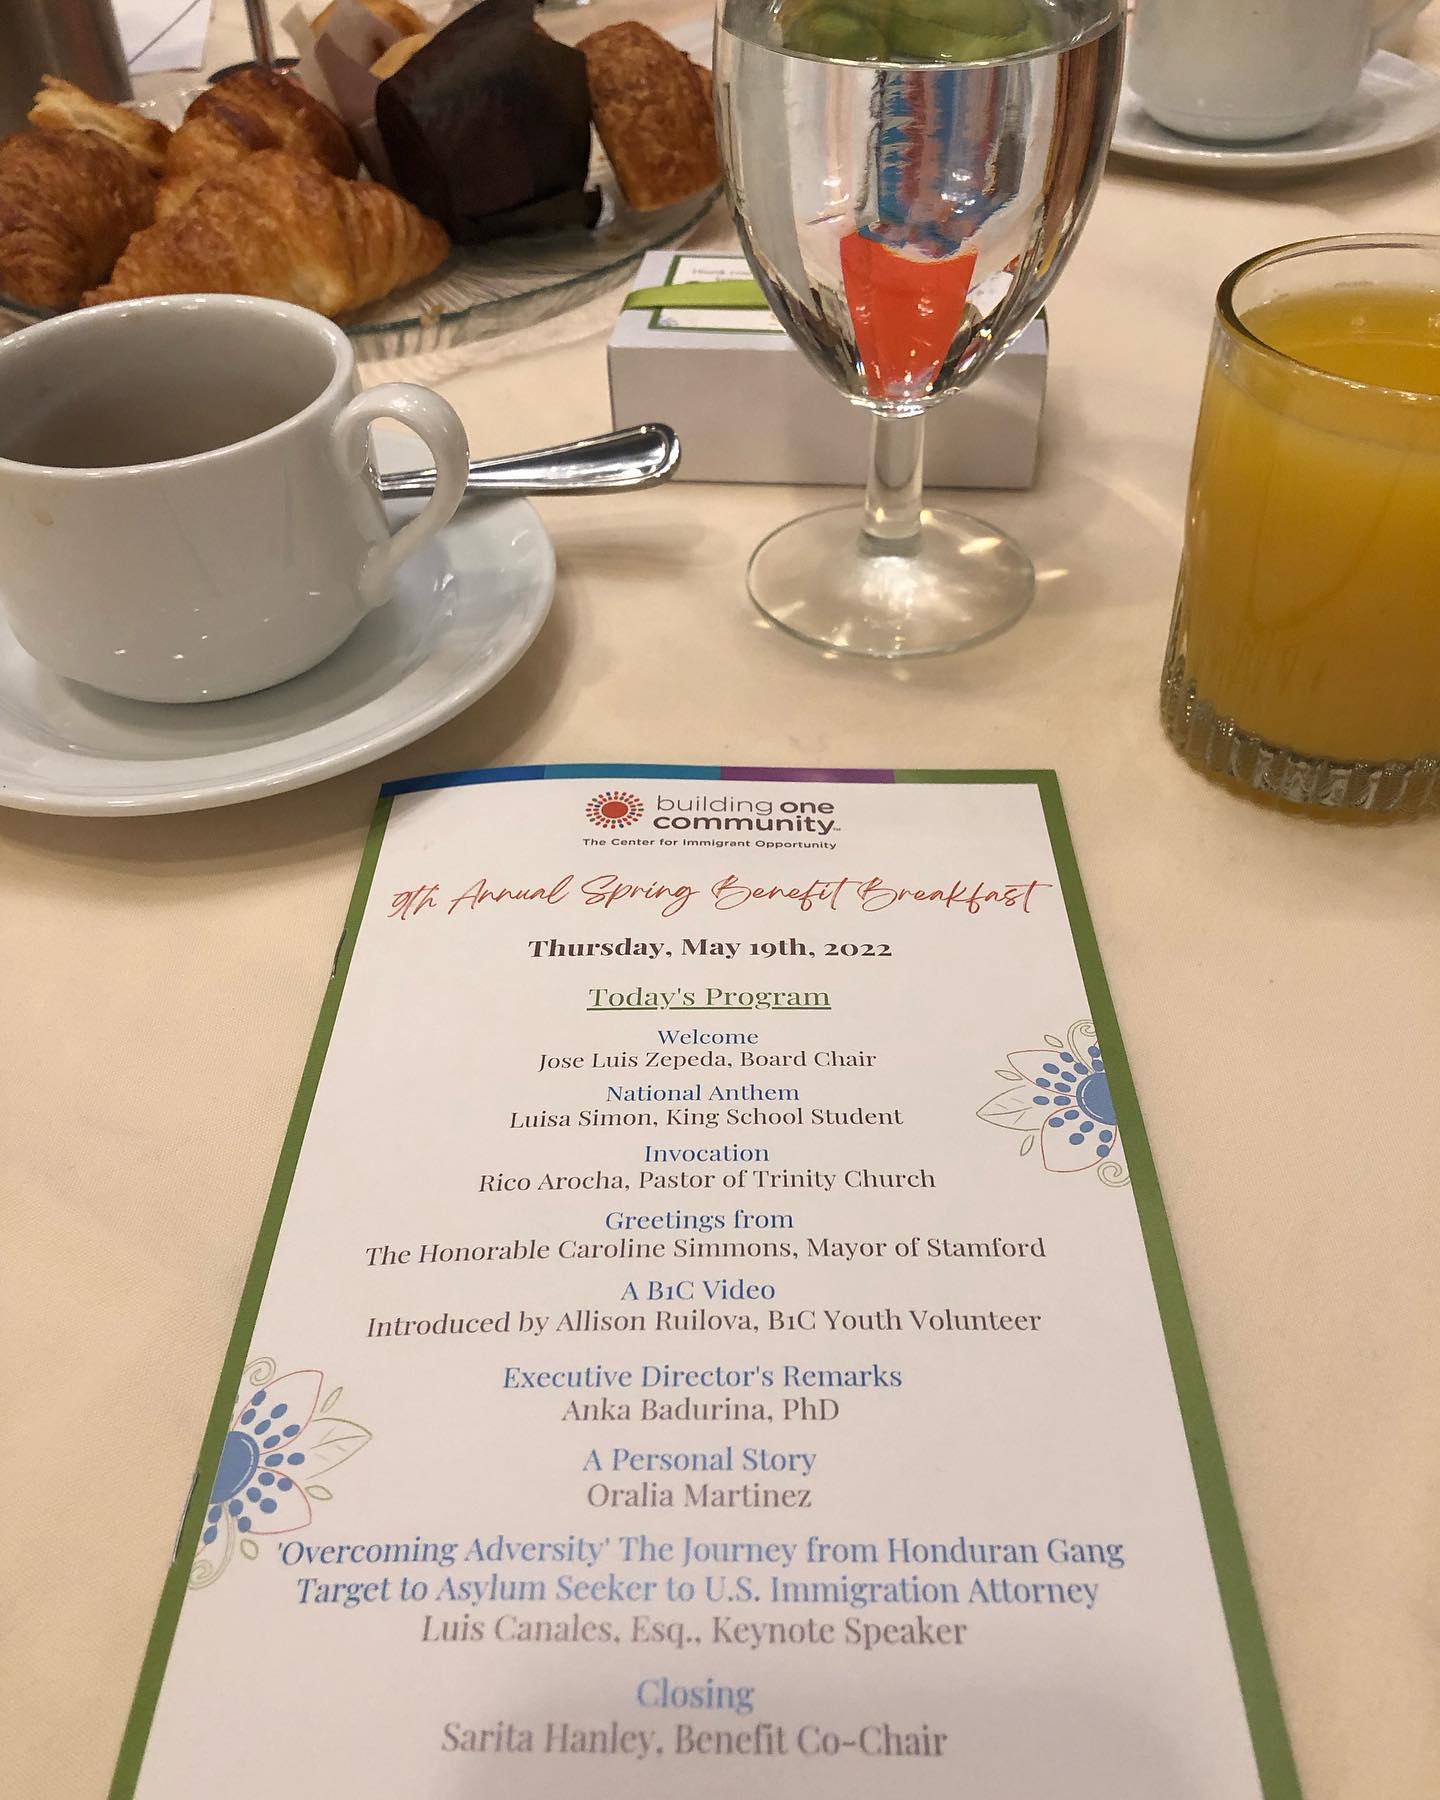 building one
community™
The Center for Immigrant Opportunity
9th Annual Spring Benefit Breakfast
Thursday, May 19th, 2022
Today's Program
Welcome
Jose Luis Zepeda, Board Chair
National Anthem
Luisa Simon, King School Student
Invocation
Rico Arocha, Pastor of Trinity Church
Greetings from
The Honorable Caroline Simmons, Mayor of Stamford
A B1C Video
Introduced by Allison Ruilova, B1C Youth Volunteer
Executive Director's Remarks
Anka Badurina, PhD
A Personal Story
Oralia Martinez
'Overcoming Adversity' The Journey from Honduran Gang
Target to Asylum Seeker to U.S. Immigration Attorney
Luis Canales, Esq., Keynote Speaker
Closing
Sarita Hanley, Benefit Co-Chair